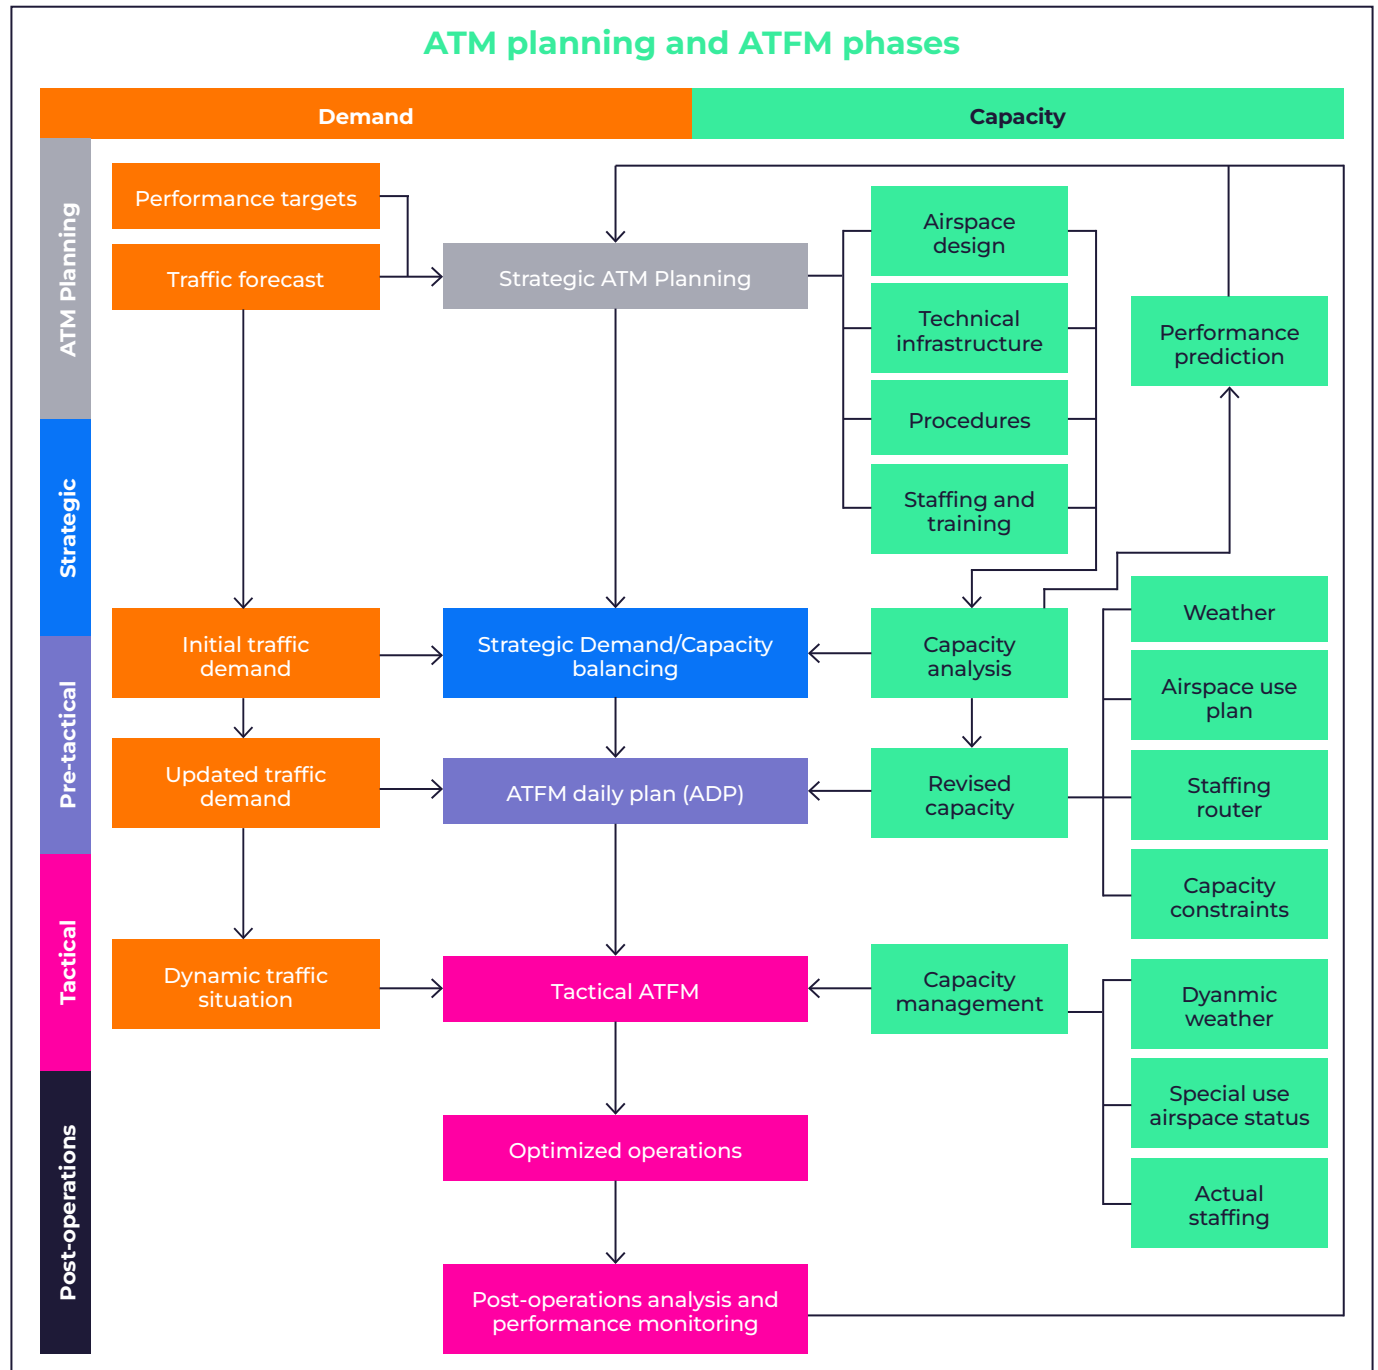 ATM planning and ATFM phases
Demand
Capacity
ATM Planning
Performance targets
Traffic forecast
Strategic ATM Planning
Airspace
design
Technical
infrastructure
Procedures
Staffing and
training
Performance
prediction
Strategic
Initial traffic
demand
Strategic Demand/Capacity
balancing
Capacity
analysis
Weather
Airspace use
plan
Pre-tactical
Updated traffic
demand
ATFM daily plan (ADP)
Revised
capacity
Staffing
router
Capacity
constraints
Tactical
Dynamic traffic
situation
Tactical ATFM
Capacity
management
Dyanmic
weather
Special use
airspace status
Actual
staffing
Post-operations
Optimized operations
Post-operations analysis and
performance monitoring